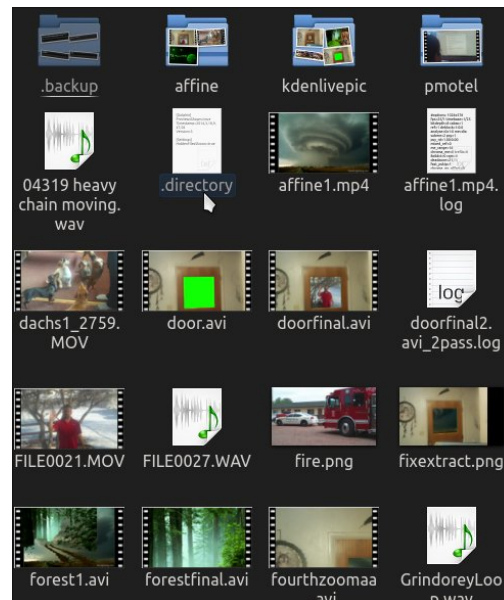 .backup
affine
kdenlivepic
pmotel
04319 heavy
chain moving.
wav
.directory
affine1.mp4
affine1.mp4.
log
dachs1_2759.
MOV
door.avi
doorfinal.avi
log
doorfinal2.
avi_2pass.log
FILE0021.MOV
FILE0027.WAV
fire.png
fixextract.png
forest1.avi
forestfinal.avi
fourthzoomaa
.avi
GrindoreyLoo
p.wav